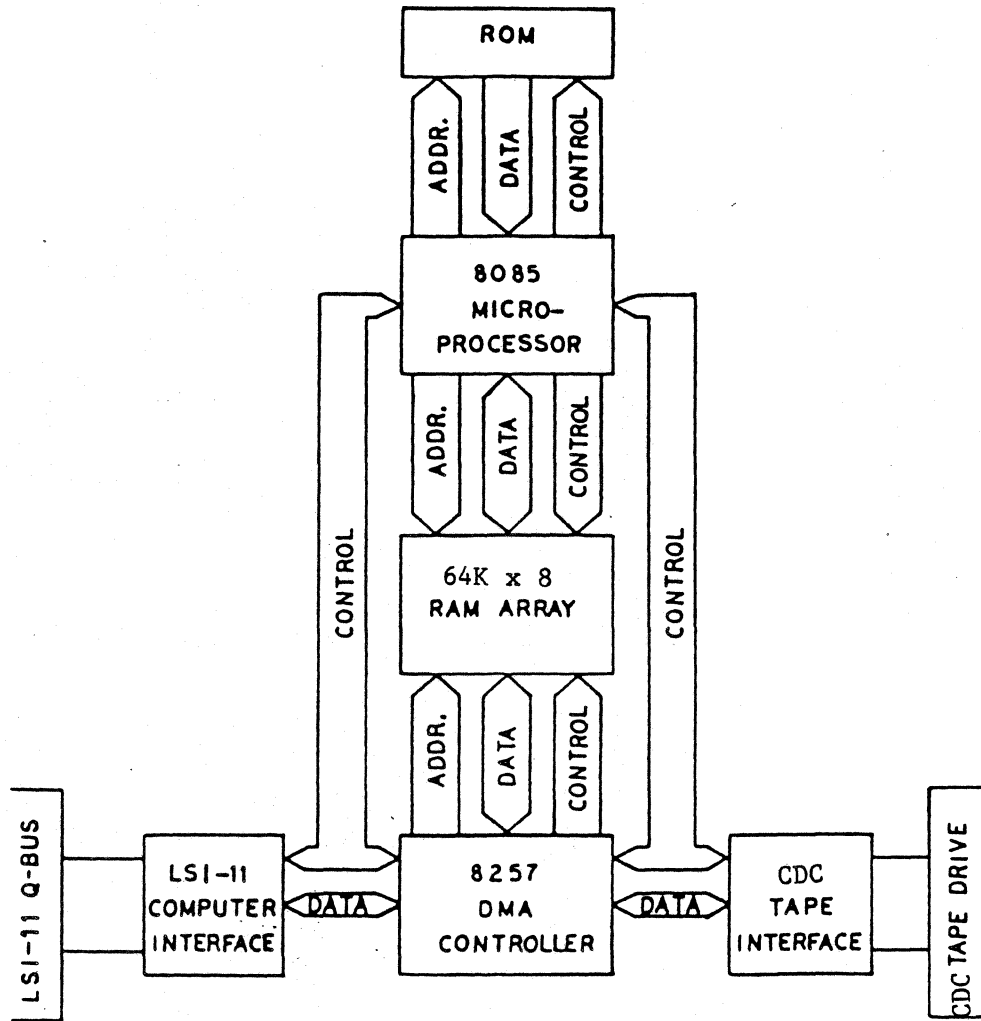 ROM
ADDR.
DATA
CONTROL
8085
MICRO-
PROCESSOR
ADDR.
DATA
CONTROL
CONTROL
CONTROL
64K x 8
RAM ARRAY
ADDR.
DATA
CONTROL
LSI-11 Q-BUS
LSI-11
COMPUTER
INTERFACE
DATA
8257
DMA
CONTROLLER
DATA
CDC
TAPE
INTERFACE
CDC TAPE DRIVE